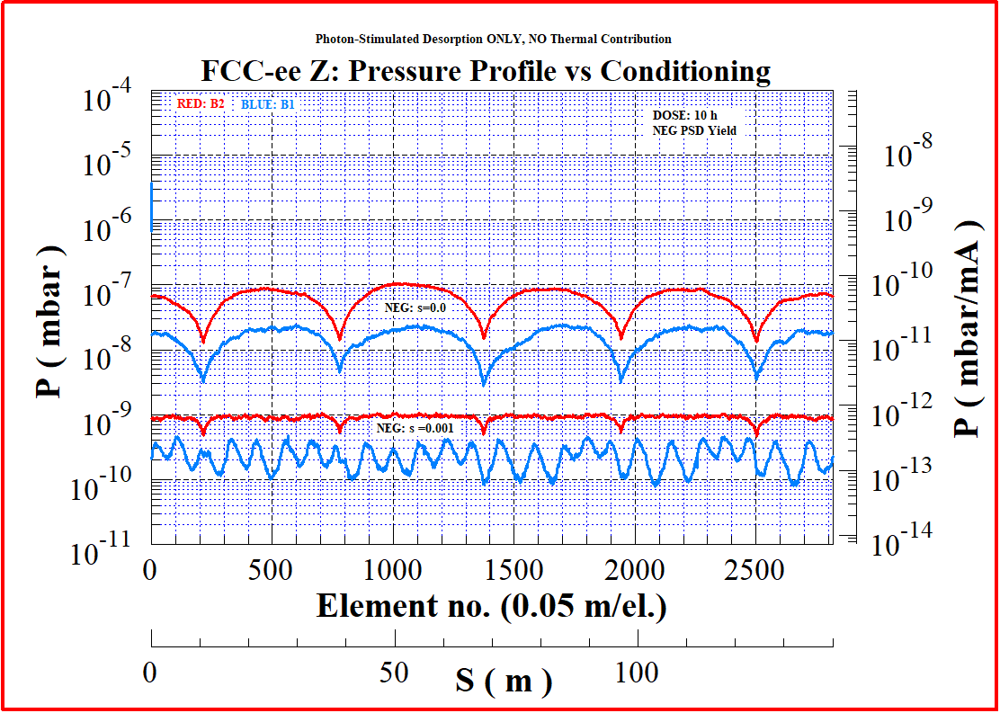 Photon-Stimulated Desorption ONLY, NO Thermal Contribution
FCC-ee Z: Pressure Profile vs Conditioning
RED: B2 BLUE: B1
DOSE: 10 h
NEG PSD Yield
10-4
10-5
10-6
10-7
10-8
10-9
10-10
10-11
P ( mbar )
NEG: s=0.0
NEG: s =0.001
10-8
10-9
10-10
10-11
10-12
10-13
10-14
P ( mbar/mA )
0 500 1000 1500 2000 2500
Element no. (0.05 m/el.)
0 50 100
S ( m )